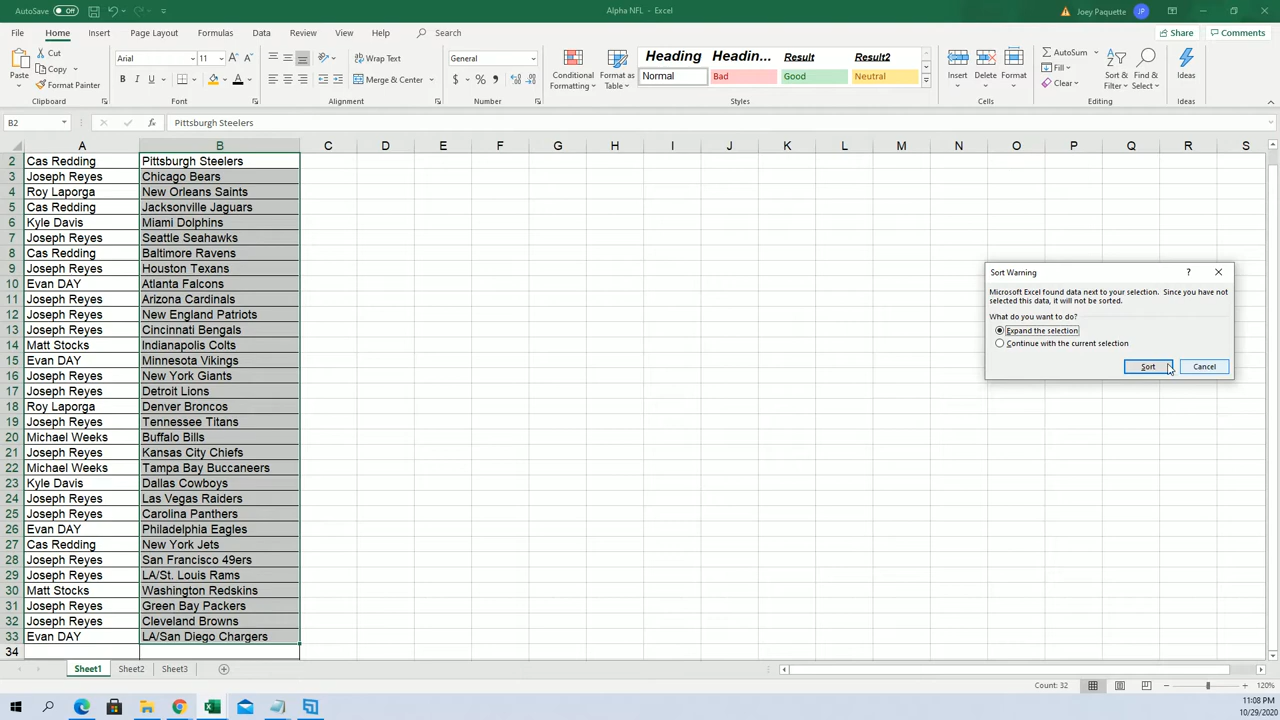 AutoSave Off Alpha NFL - Excel Joey Paquette JP
File Home Insert Page Layout Formulas Data Review View Help Search Share Comments
Paste Cut Copy Format Painter Clipboard
Arial 11 A A B I U A Font
Wrap Text Merge & Center Alignment
General $ % , Number
Conditional Formatting Format as Table
Heading Headin... Result Result2
Normal Bad Good Neutral
Styles
Insert Delete Format Cells
AutoSum Fill Clear Sort & Filter Find & Select Editing
Ideas Ideas
B2 fx Pittsburgh Steelers
A B C D E F G H I J K L M N O P Q R S
2 Cas Redding Pittsburgh Steelers
3 Joseph Reyes Chicago Bears
4 Roy Laporga New Orleans Saints
5 Cas Redding Jacksonville Jaguars
6 Kyle Davis Miami Dolphins
7 Joseph Reyes Seattle Seahawks
8 Cas Redding Baltimore Ravens
9 Joseph Reyes Houston Texans
10 Evan DAY Atlanta Falcons
11 Joseph Reyes Arizona Cardinals
12 Joseph Reyes New England Patriots
13 Joseph Reyes Cincinnati Bengals
14 Matt Stocks Indianapolis Colts
15 Evan DAY Minnesota Vikings
16 Joseph Reyes New York Giants
17 Joseph Reyes Detroit Lions
18 Roy Laporga Denver Broncos
19 Joseph Reyes Tennessee Titans
20 Michael Weeks Buffalo Bills
21 Joseph Reyes Kansas City Chiefs
22 Michael Weeks Tampa Bay Buccaneers
23 Kyle Davis Dallas Cowboys
24 Joseph Reyes Las Vegas Raiders
25 Joseph Reyes Carolina Panthers
26 Evan DAY Philadelphia Eagles
27 Cas Redding New York Jets
28 Joseph Reyes San Francisco 49ers
29 Joseph Reyes LA/St. Louis Rams
30 Matt Stocks Washington Redskins
31 Joseph Reyes Green Bay Packers
32 Joseph Reyes Cleveland Browns
33 Evan DAY LA/San Diego Chargers
34
Sort Warning ?
Microsoft Excel found data next to your selection. Since you have
not selected this data, it will not be sorted.
What do you want to do?
Expand the selection
Continue with the current selection
Sort Cancel
Sheet1 Sheet2 Sheet3
Count: 32 120%
11:08 PM
10/29/2020